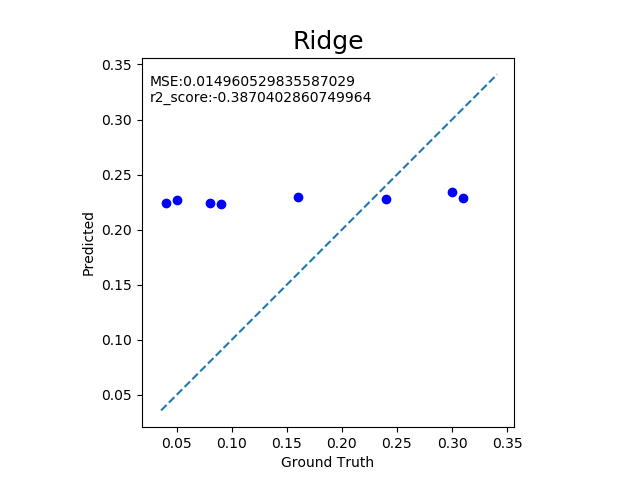 Ridge
MSE:0.014960529835587029
r2_score:-0.3870402860749964
0.35
0.30
0.25
0.20
0.15
0.10
0.05
Predicted
0.05 0.10 0.15 0.20 0.25 0.30 0.35
Ground Truth